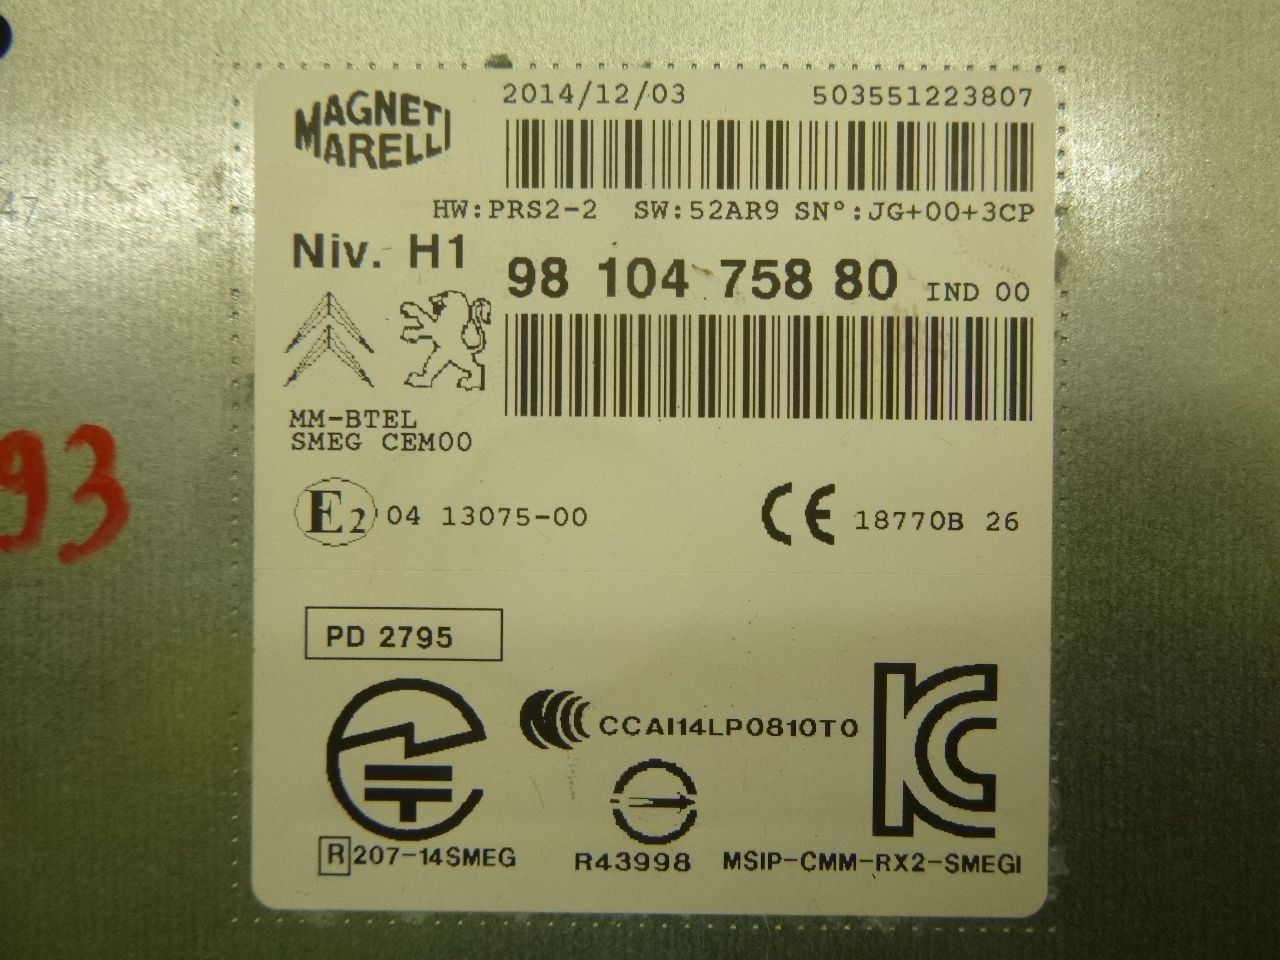 MAGNETI
MARELLI
2014/12/03 503551223807
HW:PRS2-2 SW:52AR9 SN°:JG+00+3CP
Niv. H1
98 104 758 80 IND 00
MM-BTEL
SMEG CEM00
E2 04 13075-00
CE 18770B 26
93
PD 2795
CCAI14LP0810T0
R 207-14SMEG
R43998
MSIP-CMM-RX2-SMEGI